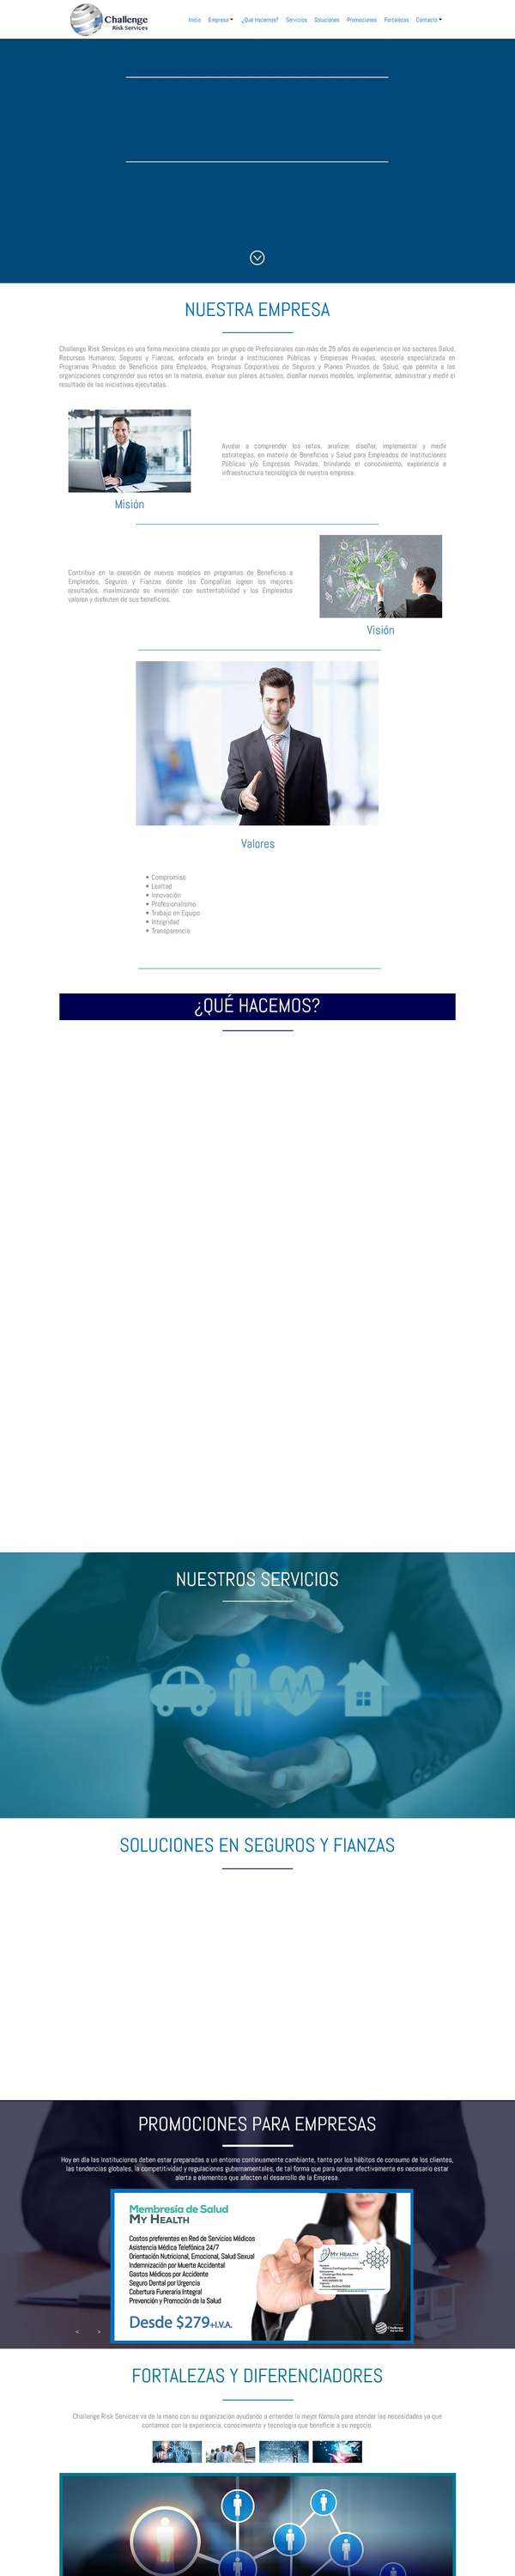 Challenge
Risk Services
Inicio Empresa ¿Qué Hacemos? Servicios Soluciones Promociones Fortalezas Contacto
NUESTRA EMPRESA
Challenge Risk Services es una firma mexicana creada por un grupo de Profesionales con más de 25 años de experiencia en los sectores Salud,
Recursos Humanos, Seguros y Fianzas, enfocada en brindar a Instituciones Públicas y Empresas Privadas, asesoría especializada en
Programas Privados de Beneficios para Empleados, Programas Corporativos de Seguros y Planes Privados de Salud, que permita a las
organizaciones comprender sus retos en la materia, evaluar sus planes actuales, diseñar nuevos modelos, implementar, administrar y medir el
resultado de las iniciativas ejecutadas.
Ayudar a comprender los retos, analizar, diseñar, implementar y medir
estrategias, en materia de Beneficios y Salud para Empleados de Instituciones
Públicas y/o Empresas Privadas, brindando el conocimiento, experiencia e
infraestructura tecnológica de nuestra empresa.
Misión
Contribuir en la creación de nuevos modelos en programas de Beneficios a
Empleados, Seguros y Fianzas donde las Compañías logren los mejores
resultados, maximizando su inversión con sustentabilidad y los Empleados
valoren y disfruten de sus beneficios.
Visión
Valores
• Compromiso
• Lealtad
• Innovación
• Profesionalismo
• Trabajo en Equipo
• Integridad
• Transparencia
¿QUÉ HACEMOS?
NUESTROS SERVICIOS
SOLUCIONES EN SEGUROS Y FIANZAS
PROMOCIONES PARA EMPRESAS
Hoy en día las Instituciones deben estar preparadas a un entorno continuamente cambiante, tanto por los hábitos de consumo de los clientes,
las tendencias globales, la competitividad y regulaciones gubernamentales, de tal forma que para operar efectivamente es necesario estar
alerta a elementos que afecten el desarrollo de la Empresa.
Membresia de Salud
MY HEALTH
Costos preferentes en Red de Servicios Médicos
Asistencia Médica Telefónica 24/7
Orientación Nutricional, Emocional, Salud Sexual
Indemnización por Muerte Accidental
Gastos Médicos por Accidente
Seguro Dental por Urgencia
Cobertura Funeraria Integral
Prevención y Promoción de la Salud
Desde $279+I.V.A.
MY HEALTH
Challenge
< >
FORTALEZAS Y DIFERENCIADORES
Challenge Risk Services va de la mano con su organización ayudando a entender la mejor fórmula para atender las necesidades ya que
contamos con la experiencia, conocimiento y tecnología que beneficie a su negocio.